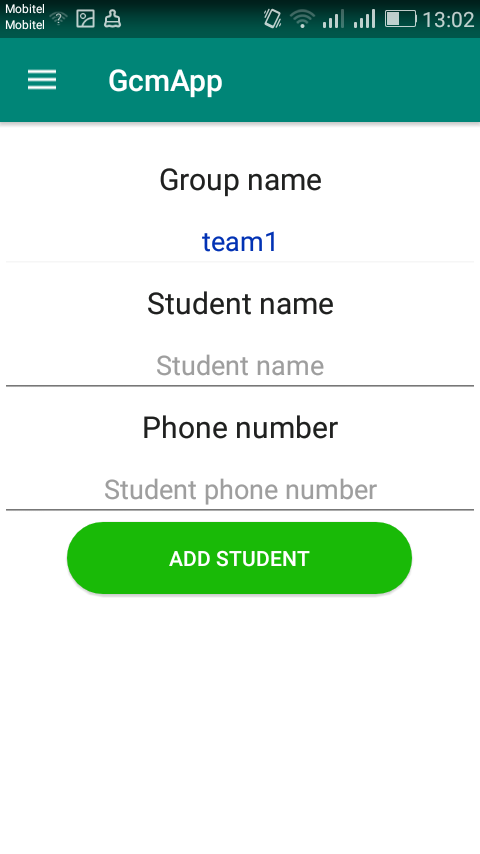 Mobitel
Mobitel
13:02
GcmApp
Group name
team1
Student name
Student name
Phone number
Student phone number
ADD STUDENT